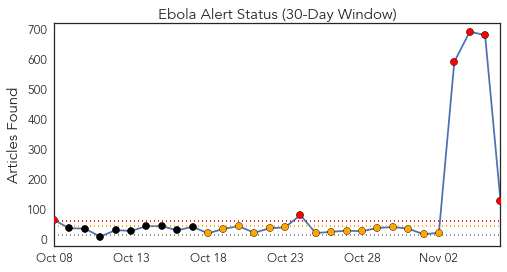 Ebola Alert Status (30-Day Window)
Articles Found
700
600
500
400
300
200
100
0
Oct 08
Oct 13
Oct 18
Oct 23
Oct 28
Nov 02